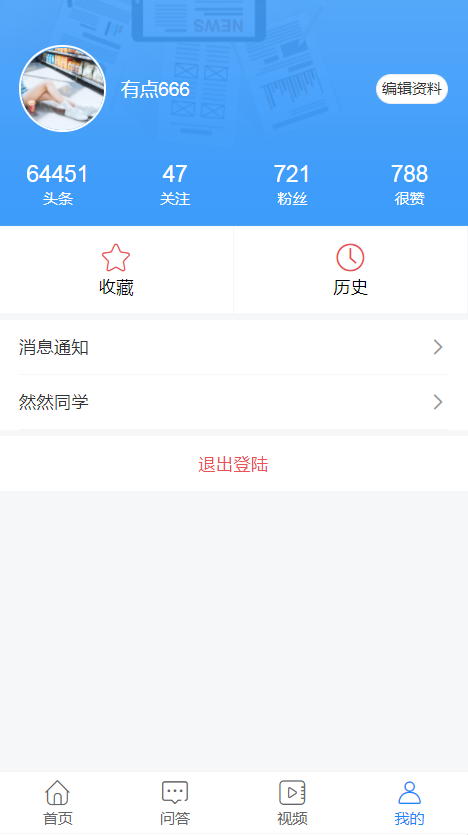 NEWS
有点666
编辑资料
64451 47 721 788
头条 关注 粉丝 很赞
收藏 历史
消息通知
然然同学
退出登陆
首页 问答 视频 我的